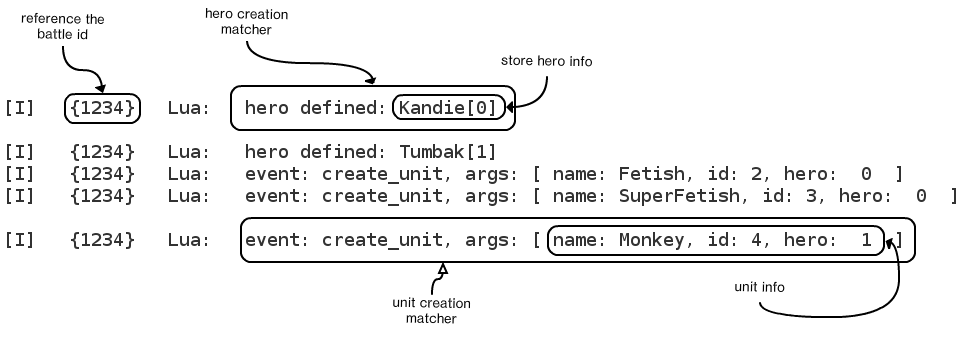 reference the
battle id
hero creation
matcher
store hero info
[I] {1234} Lua: hero defined: Kandie[0]
[I] {1234} Lua: hero defined: Tumbak[1]
[I] {1234} Lua: event: create_unit, args: [ name: Fetish, id: 2, hero: 0 ]
[I] {1234} Lua: event: create_unit, args: [ name: SuperFetish, id: 3, hero: 0 ]
[I] {1234} Lua: event: create_unit, args: [ name: Monkey, id: 4, hero: 1 ]
unit creation
matcher
unit info